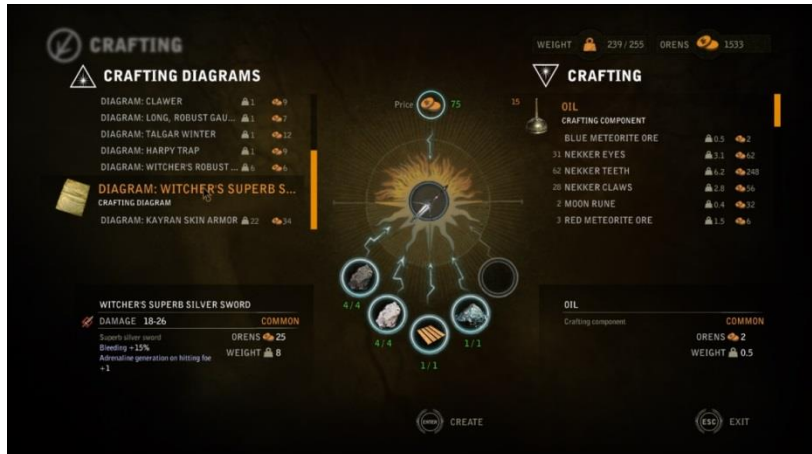 CRAFTING
WEIGHT 239/255 ORENS 1533
CRAFTING DIAGRAMS
DIAGRAM: CLAWER 1 9
DIAGRAM: LONG, ROBUST GAU... 1 7
DIAGRAM: TALGAR WINTER 1 12
DIAGRAM: HARPY TRAP 1 9
DIAGRAM: WITCHER'S ROBUST ... 6 6
DIAGRAM: WITCHER'S SUPERB S...
CRAFTING DIAGRAM
DIAGRAM: KAYRAN SKIN ARMOR 22 34
Price 75
4/4
4/4
1/1
1/1
CRAFTING
15 OIL
CRAFTING COMPONENT
BLUE METEORITE ORE 0.5 2
31 NEKKER EYES 3.1 62
62 NEKKER TEETH 6.2 248
28 NEKKER CLAWS 2.8 56
2 MOON RUNE 0.4 32
3 RED METEORITE ORE 1.5 6
WITCHER'S SUPERB SILVER SWORD
DAMAGE 18-26 COMMON
Superb silver sword
Bleeding +15%
Adrenaline generation on hitting foe
+1
ORENS 25
WEIGHT 8
OIL
Crafting component COMMON
ORENS 2
WEIGHT 0.5
ENTER CREATE
ESC EXIT